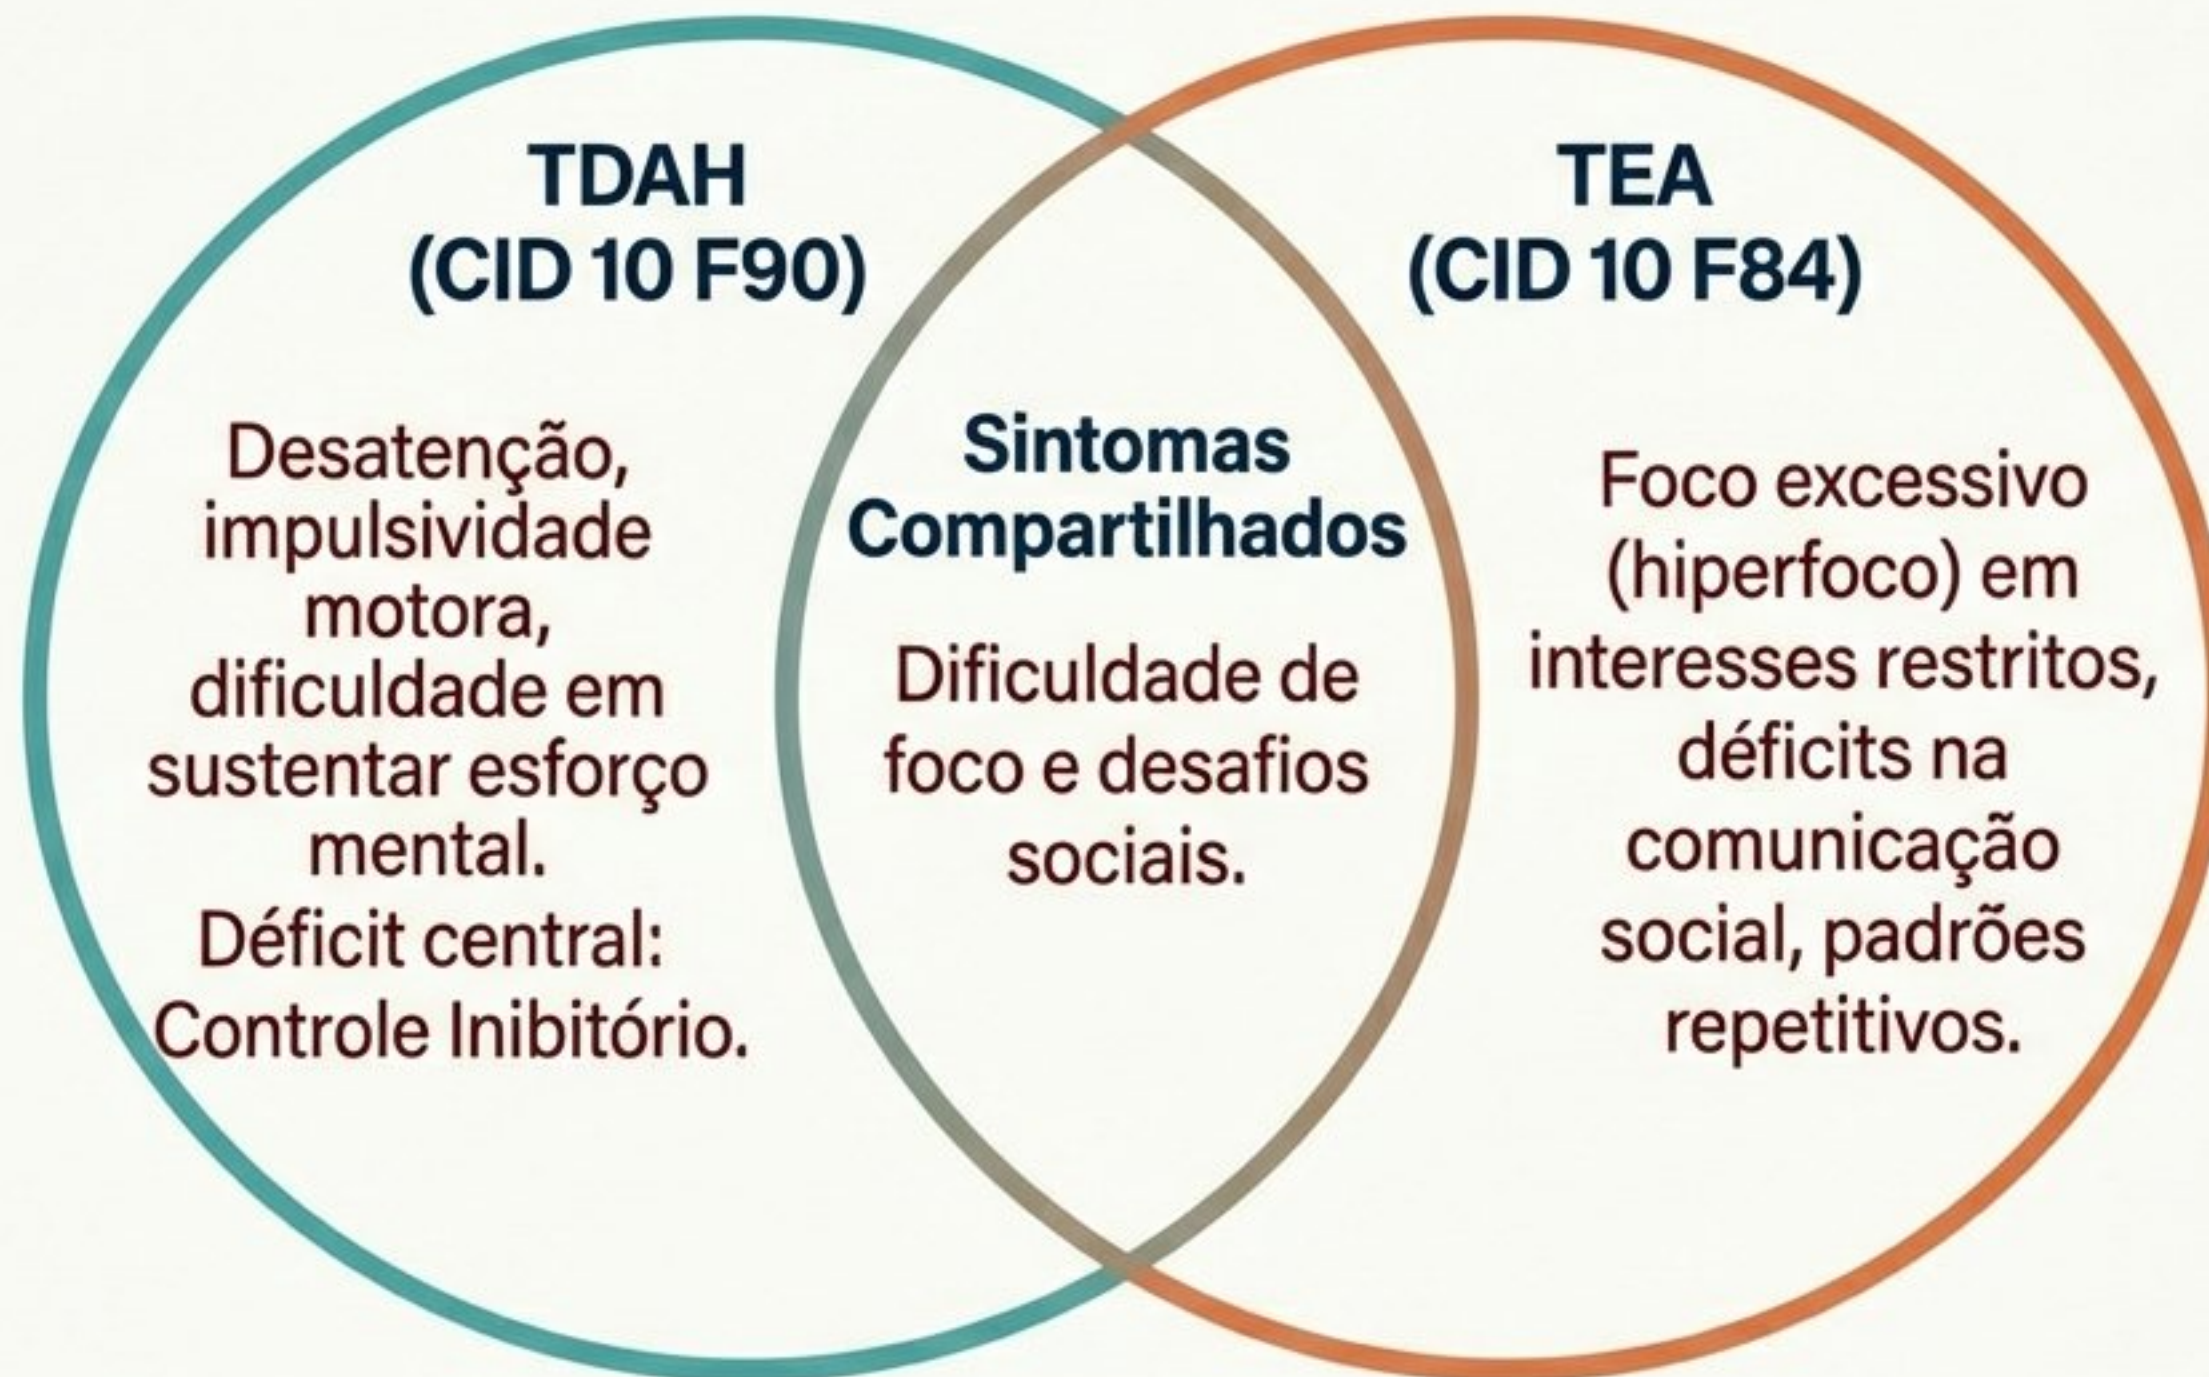 TDAH
(CID 10 F90)
Desatenção,
impulsividade
motora,
dificuldade em
sustentar esforço
mental.
Déficit central:
Controle Inibitório.
Sintomas
Compartilhados
Dificuldade de
foco e desafios
sociais.
TEA
(CID 10 F84)
Foco excessivo
(hiperfoco) em
interesses restritos,
déficits na
comunicação
social, padrões
repetitivos.